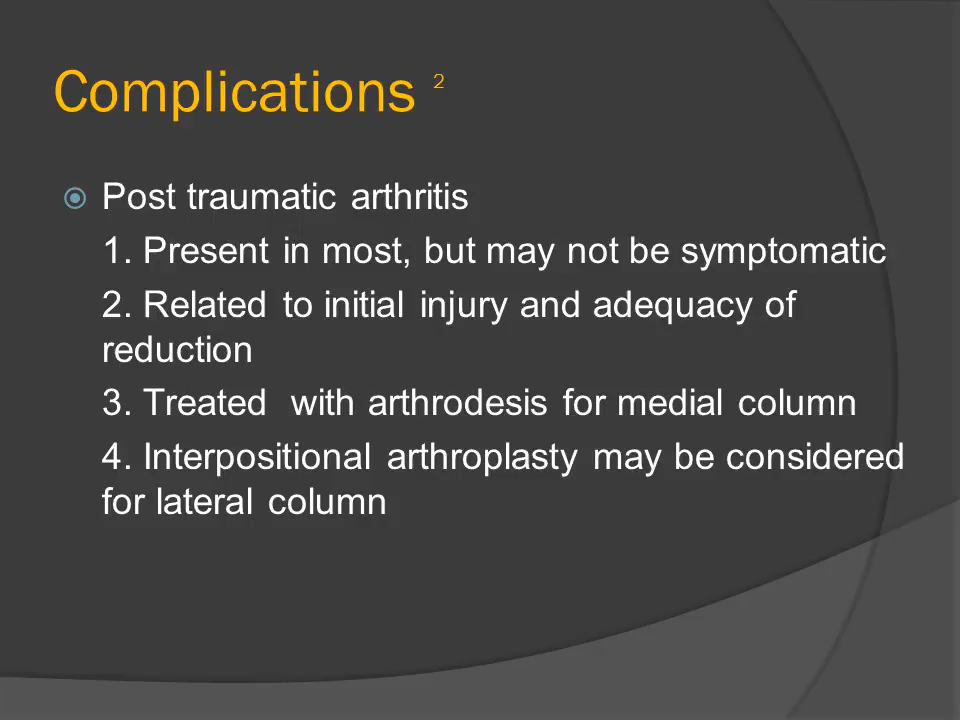 Complications 2
Post traumatic arthritis
1. Present in most, but may not be symptomatic
2. Related to initial injury and adequacy of
reduction
3. Treated  with arthrodesis for medial column
4. Interpositional arthroplasty may be considered
for lateral column